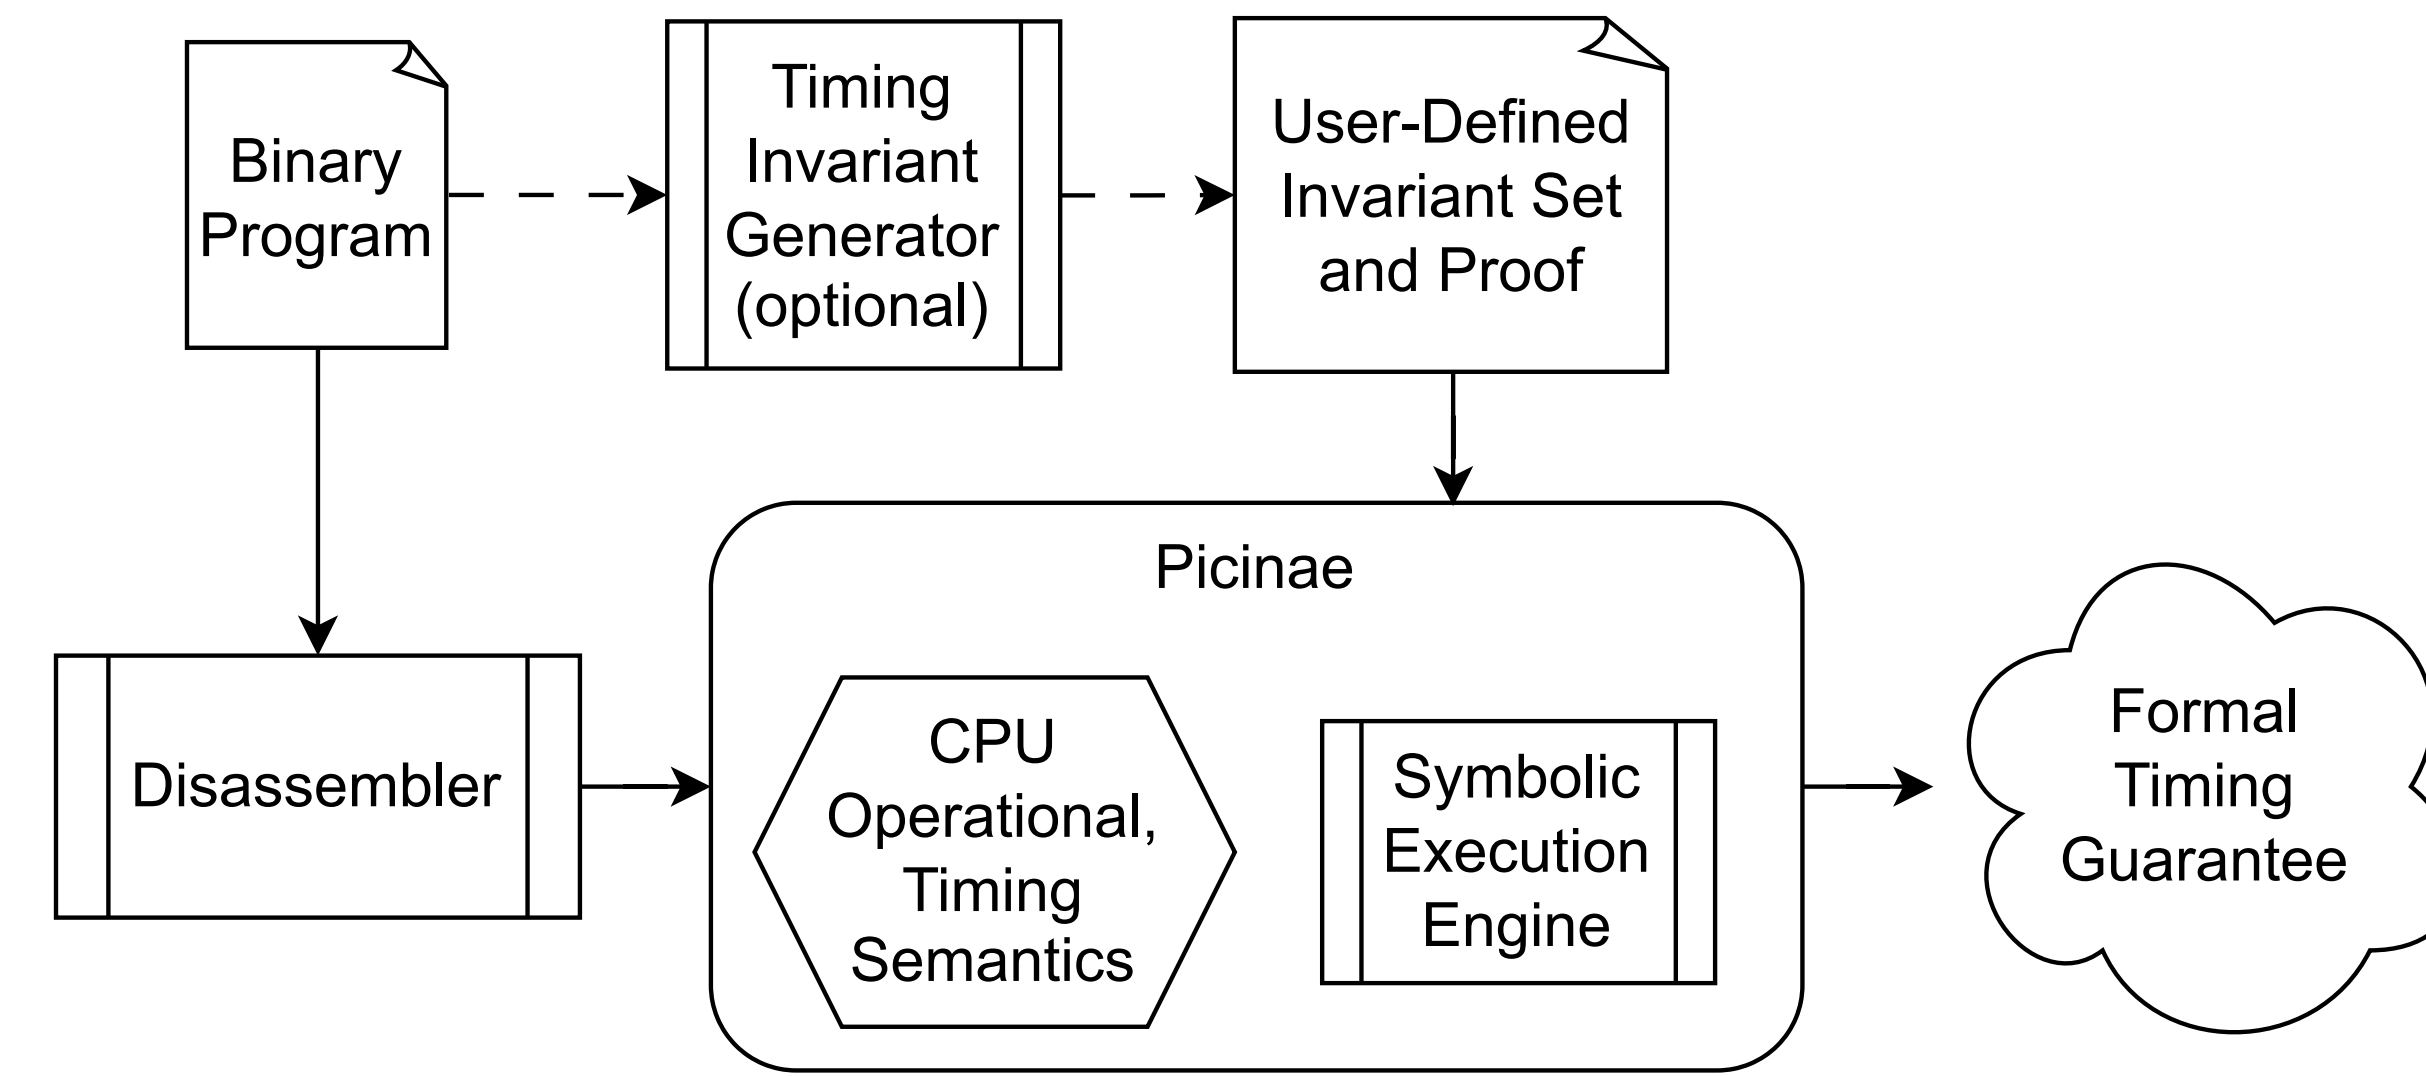 Binary
Program
Timing
Invariant
Generator
(optional)
User-Defined
Invariant Set
and Proof
Disassembler
Picinae
CPU
Operational,
Timing
Semantics
Symbolic
Execution
Engine
Formal
Timing
Guarantee